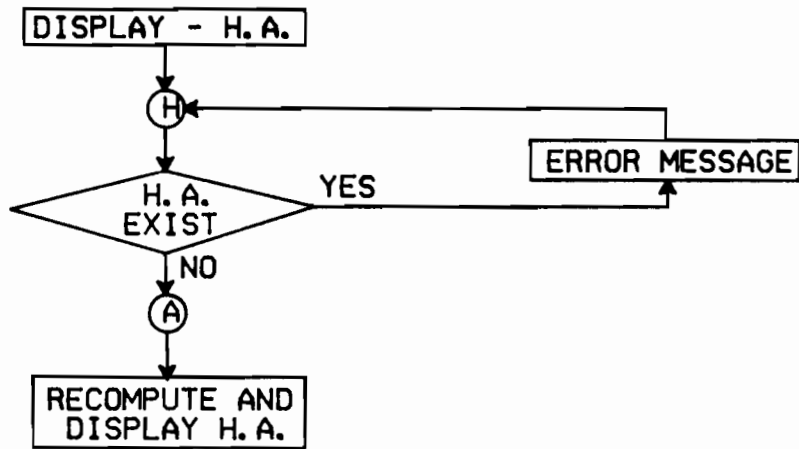 DISPLAY - H.A.
H
ERROR MESSAGE
YES
H.A.
EXIST
NO
A
RECOMPUTE AND
DISPLAY H.A.